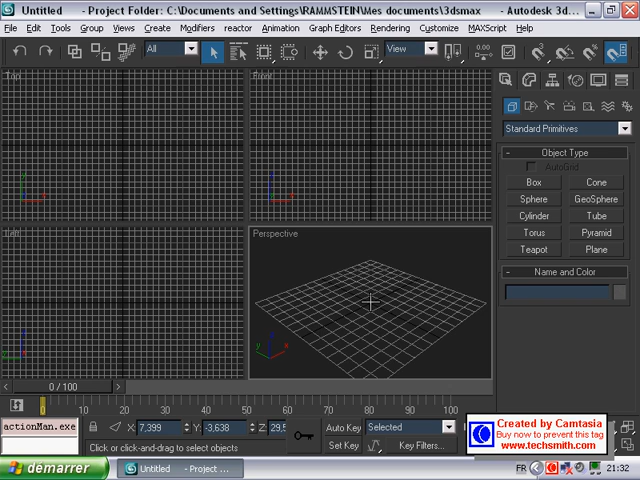 Untitled - Project Folder: C:\Documents and Settings\RAMMSTEIN\Mes documents\3dsmax - Autodesk 3d
File Edit Tools Group Views Create Modifiers reactor Animation Graph Editors Rendering Customize MAXScript Help
All
View
Top
Front
Left
Perspective
Standard Primitives
Object Type
AutoGrid
Box Cone
Sphere GeoSphere
Cylinder Tube
Torus Pyramid
Teapot Plane
Name and Color
0 / 100
0 10 20 30 40 50 60 70 80 90 100
actionMan.exe
X: 7,399 Y: -3,638 Z: 29,5
Auto Key Selected
Click or click-and-drag to select objects
Set Key Key Filters...
Created by Camtasia
Buy now to prevent this tag
www.techsmith.com
démarrer
Untitled - Project ...
FR
21:32